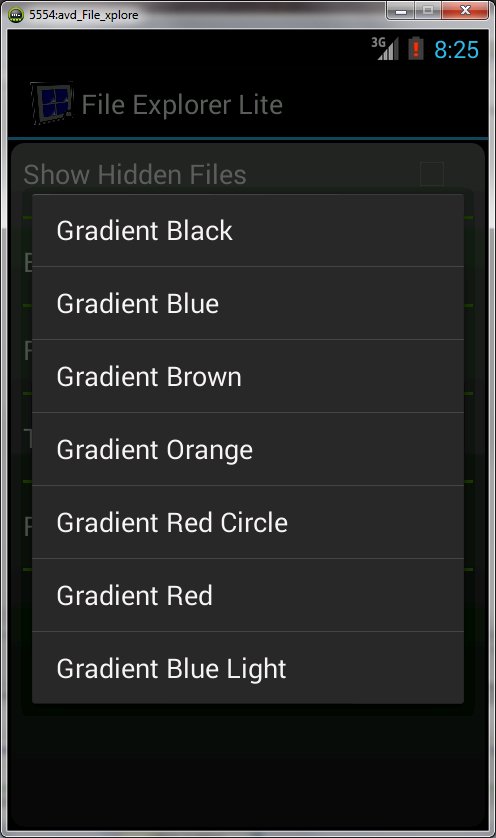 5554:avd_File_xplore
3G 8:25
File Explorer Lite
Show Hidden Files
Gradient Black
Gradient Blue
Gradient Brown
Gradient Orange
Gradient Red Circle
Gradient Red
Gradient Blue Light